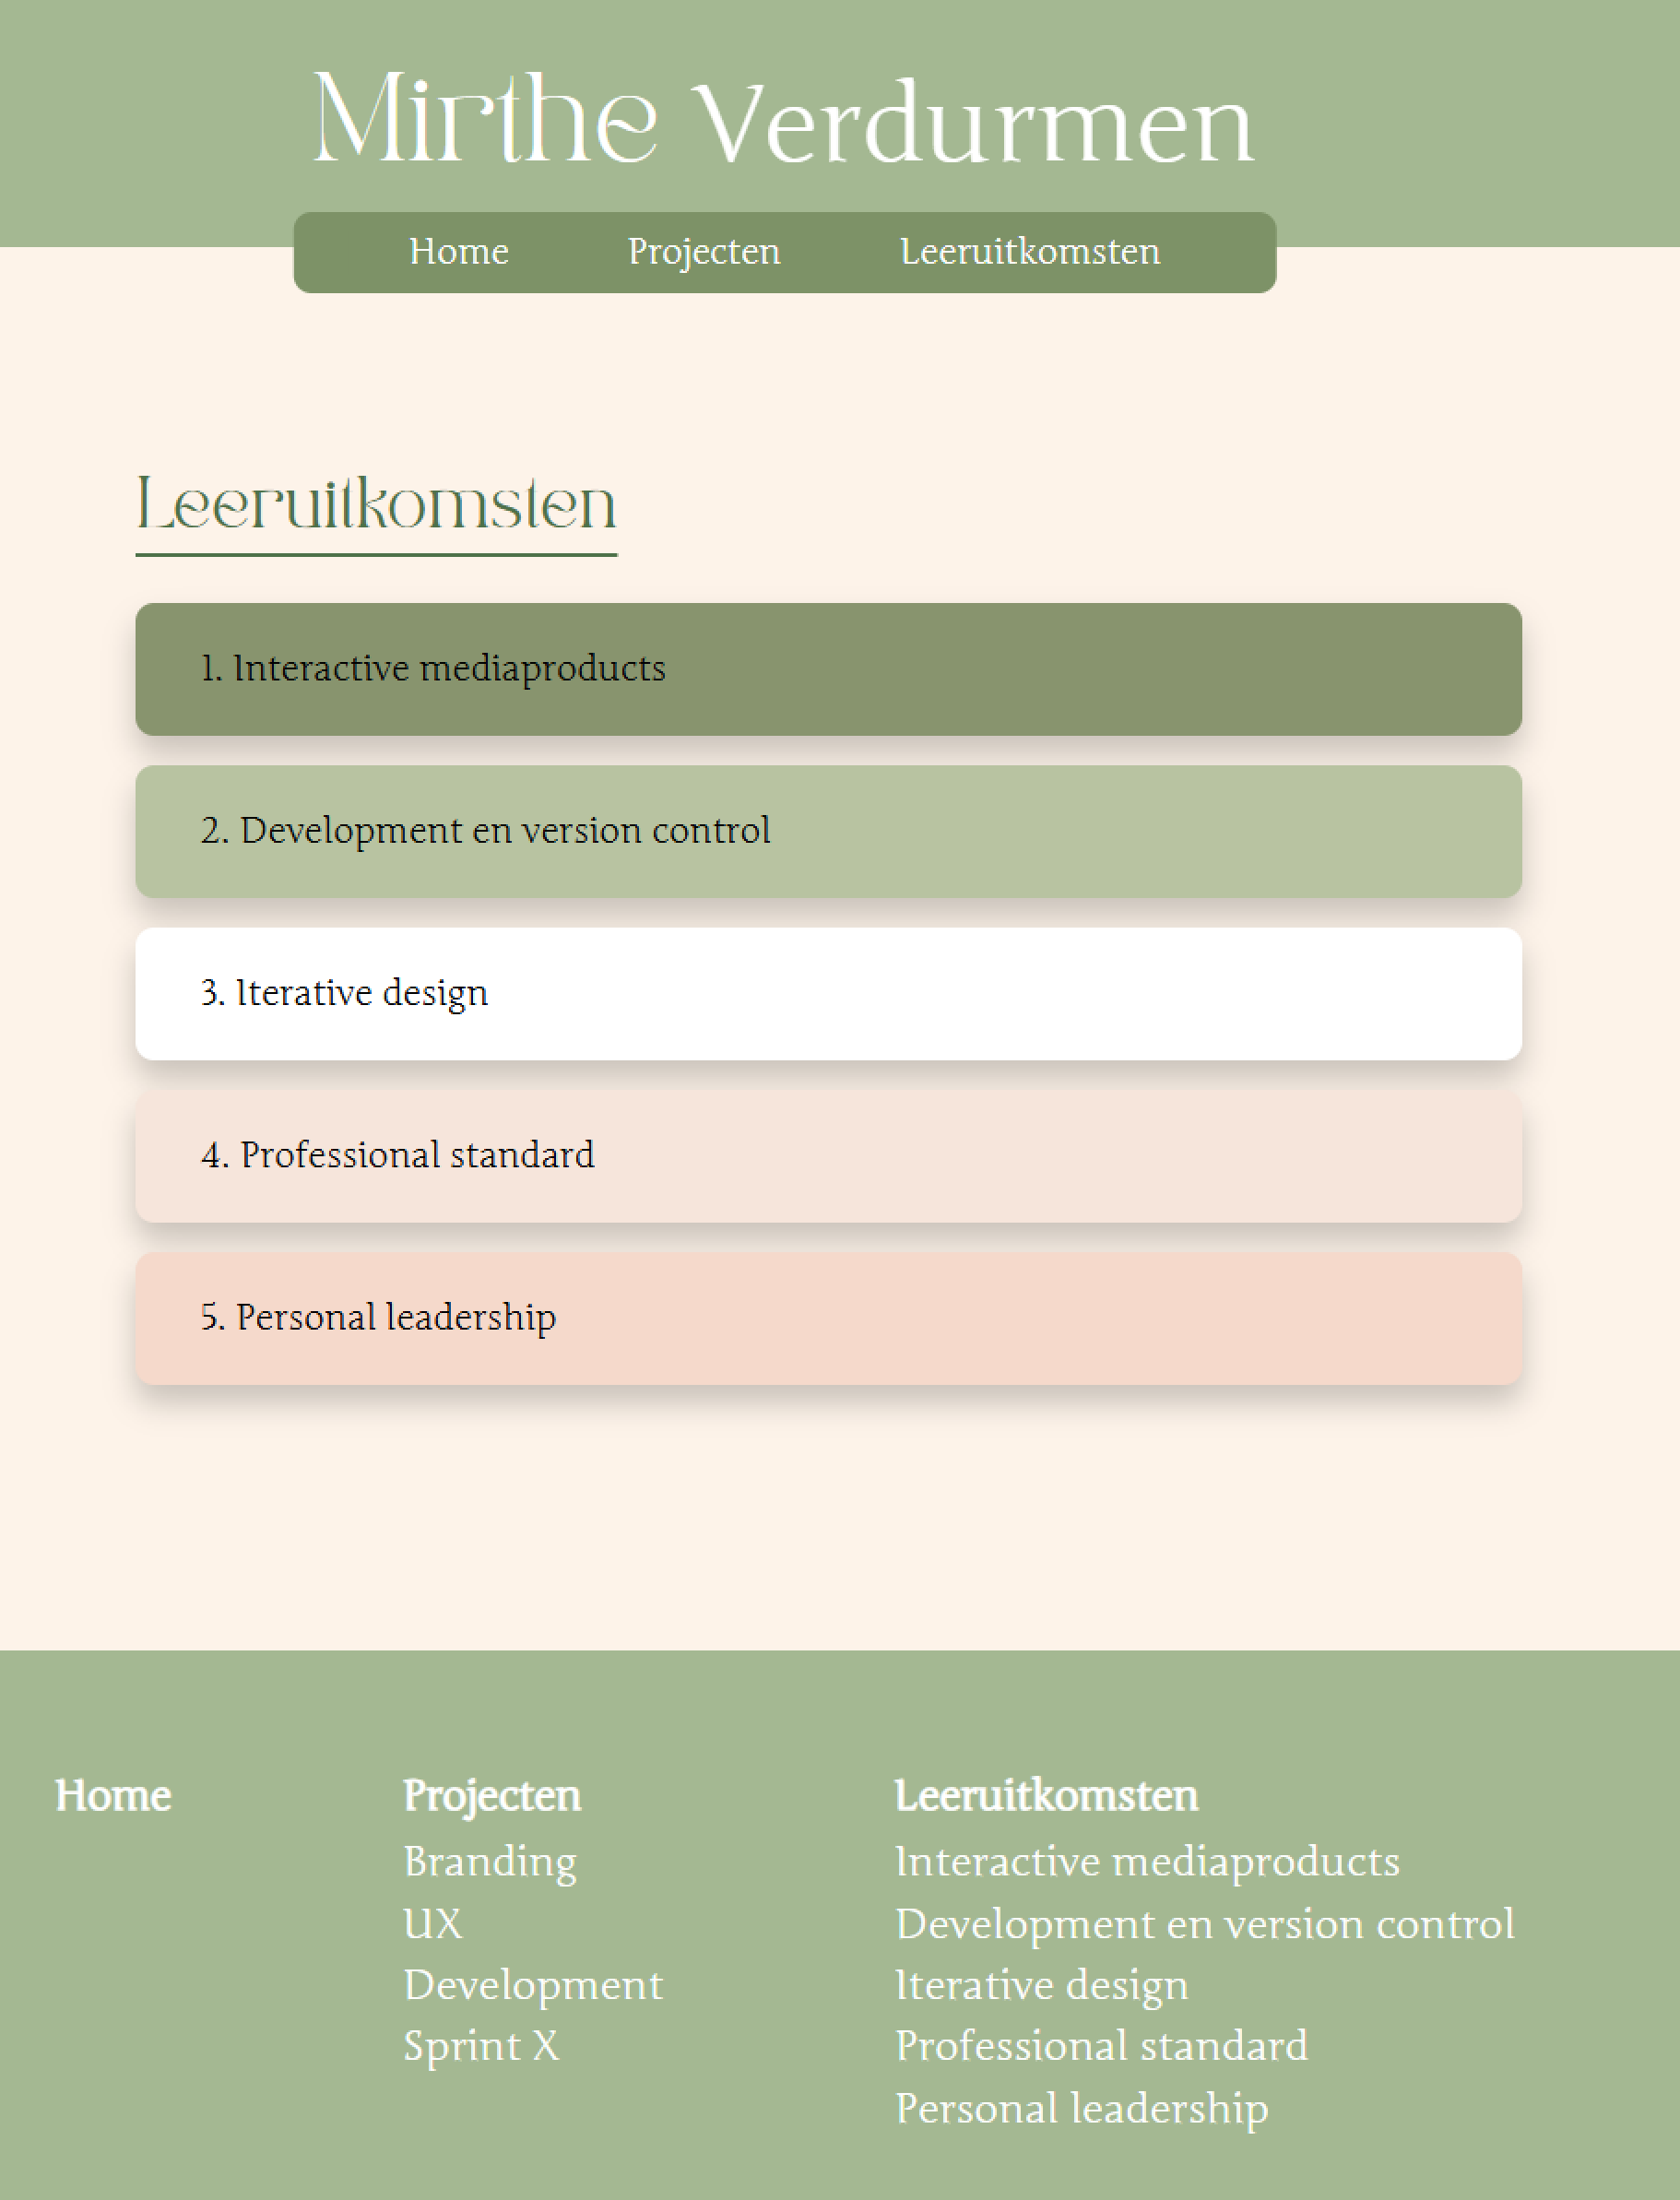 Mirthe Verdurmen
Home Projecten Leeruitkomsten
Leeruitkomsten
1. Interactive mediaproducts
2. Development en version control
3. Iterative design
4. Professional standard
5. Personal leadership
Home
Projecten
Branding
UX
Development
Sprint X
Leeruitkomsten
Interactive mediaproducts
Development en version control
Iterative design
Professional standard
Personal leadership